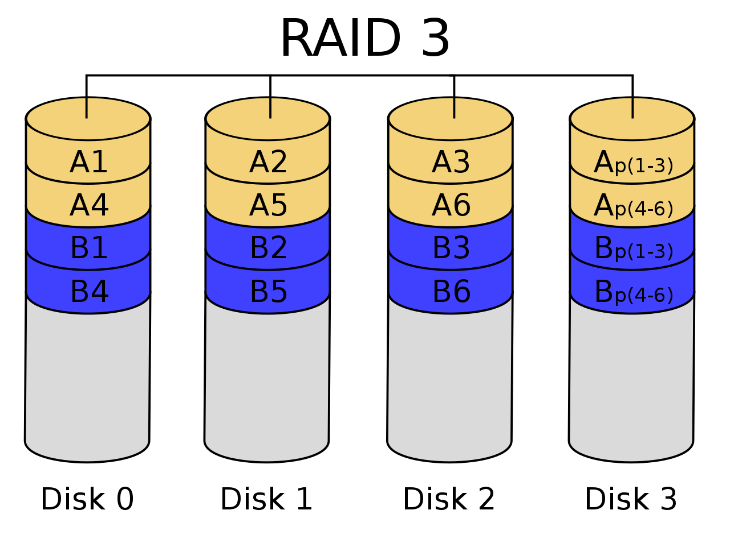 RAID 3
A1 A2 A3 Ap(1-3)
A4 A5 A6 Ap(4-6)
B1 B2 B3 Bp(1-3)
B4 B5 B6 Bp(4-6)
Disk 0 Disk 1 Disk 2 Disk 3